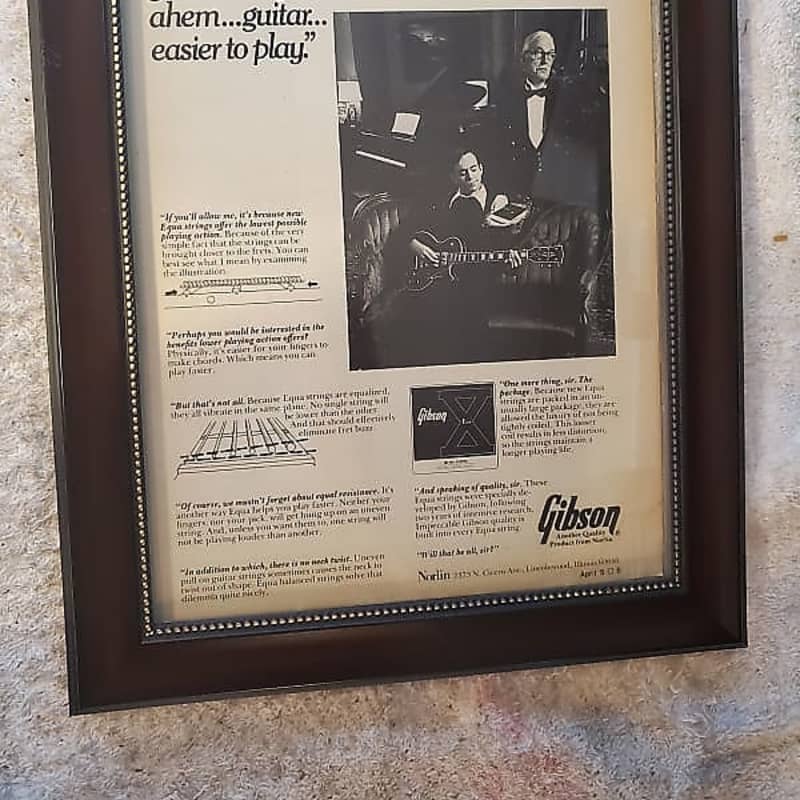 ahem...guitar...
easier to play."
"If you'll allow me, it's because new
Equa strings offer the lowest possible
playing action. Because of the very
simple fact that the strings can be
brought closer to the frets. You can
best see what I mean by examining
the illustration.
"Perhaps you would be interested in the
benefits lower playing action offers?
Physically, it's easier for your fingers to
make chords. Which means you can
play faster.
"But that's not all. Because Equa strings are equalized,
they all vibrate in the same plane. No single string will
be lower than the other.
And that should effectively
eliminate fret buzz.
"Of course, we mustn't forget about equal resistance. It's
another way Equa helps you play faster. Neither your
fingers, nor your pick, will get hung up on an uneven
string. And, unless you want them to, one string will
not be playing louder than another.
"In addition to which, there is no neck twist. Uneven
pull on guitar strings sometimes causes the neck to
twist out of shape. Equa balanced strings solve that
dilemma quite nicely.
Gibson
"One more thing, sir. The
package. Because new Equa
strings are packed in an un-
usually large package, they are
allowed the luxury of not being
tightly coiled. This looser
coil results in less distortion,
so the strings maintain a
longer playing life.
"And speaking of quality, sir. These
Equa strings were specially de-
veloped by Gibson, following
two years of intensive research.
Impeccable Gibson quality is
built into every Equa string.
"Will that be all, sir?"
Gibson®
Another Quality
Product from Norlin
Norlin 7373 N. Cicero Ave., Lincolnwood, Illinois
April